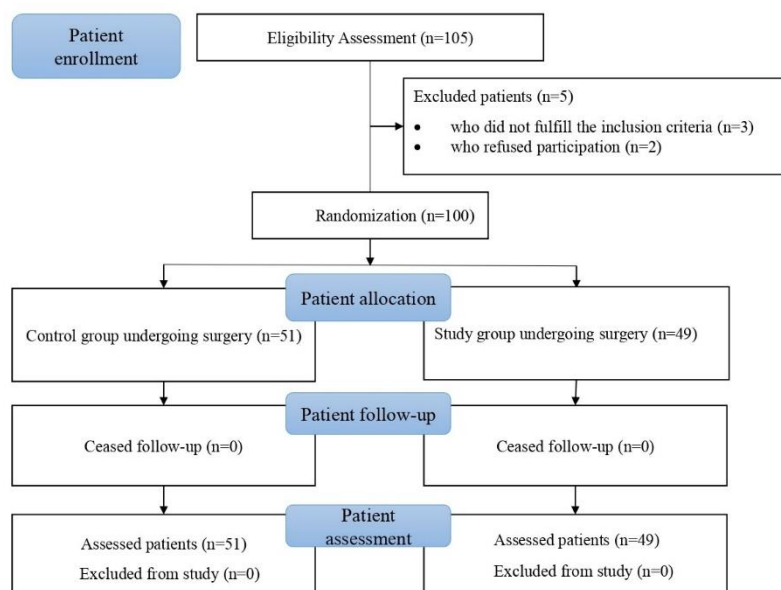 Patient
enrollment
Eligibility Assessment (n=105)
Excluded patients (n=5)
• who did not fulfill the inclusion criteria (n=3)
• who refused participation (n=2)
Randomization (n=100)
Patient allocation
Control group undergoing surgery (n=51)
Study group undergoing surgery (n=49)
Patient follow-up
Ceased follow-up (n=0)
Ceased follow-up (n=0)
Patient
assessment
Assessed patients (n=51)
Excluded from study (n=0)
Assessed patients (n=49)
Excluded from study (n=0)